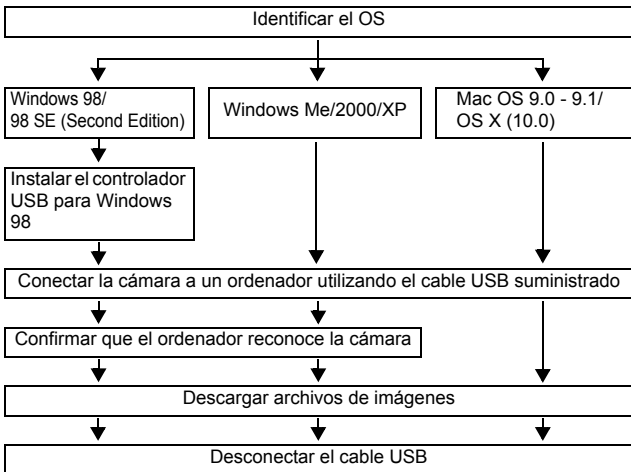 Identificar el OS
Windows 98/
98 SE (Second Edition)
Windows Me/2000/XP
Mac OS 9.0 - 9.1/
OS X (10.0)
Instalar el controlador
USB para Windows
98
Conectar la cámara a un ordenador utilizando el cable USB suministrado
Confirmar que el ordenador reconoce la cámara
Descargar archivos de imágenes
Desconectar el cable USB